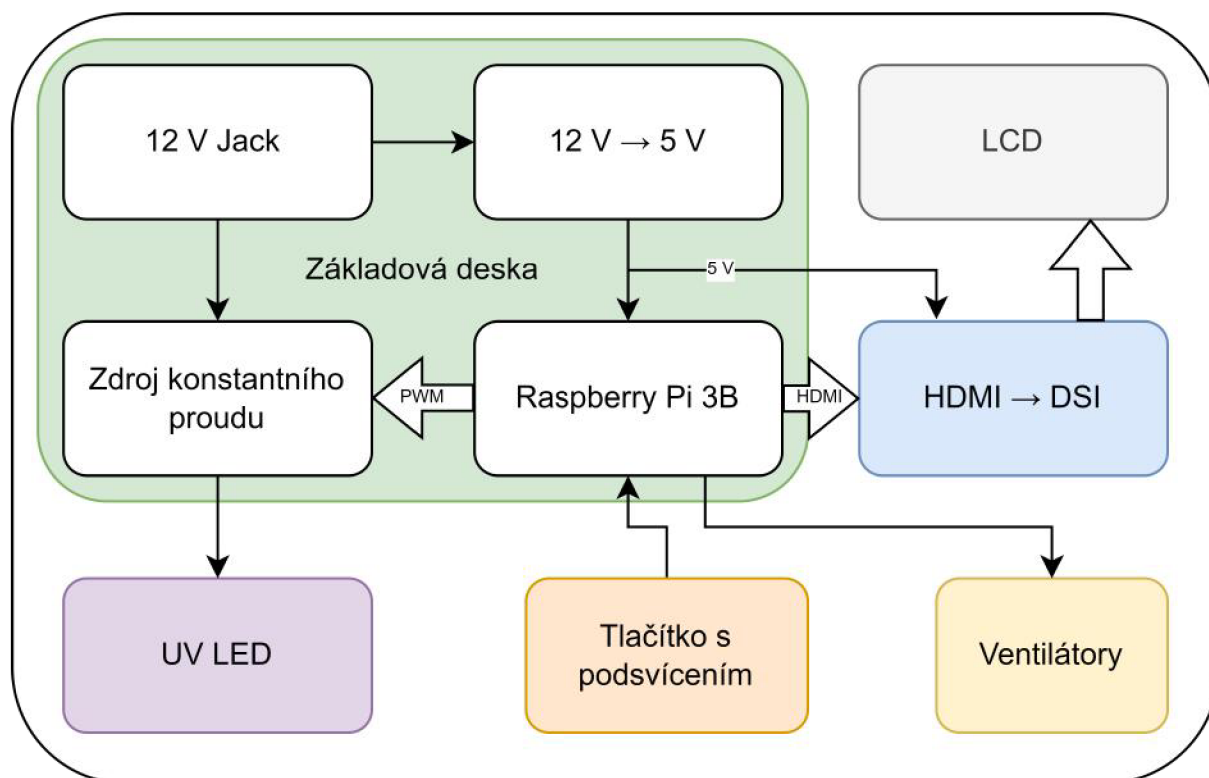 12 V Jack
12 V → 5 V
LCD
Základová deska
5 V
Zdroj konstantního
proudu
PWM
Raspberry Pi 3B
HDMI
HDMI → DSI
UV LED
Tlačítko s
podsvícením
Ventilátory